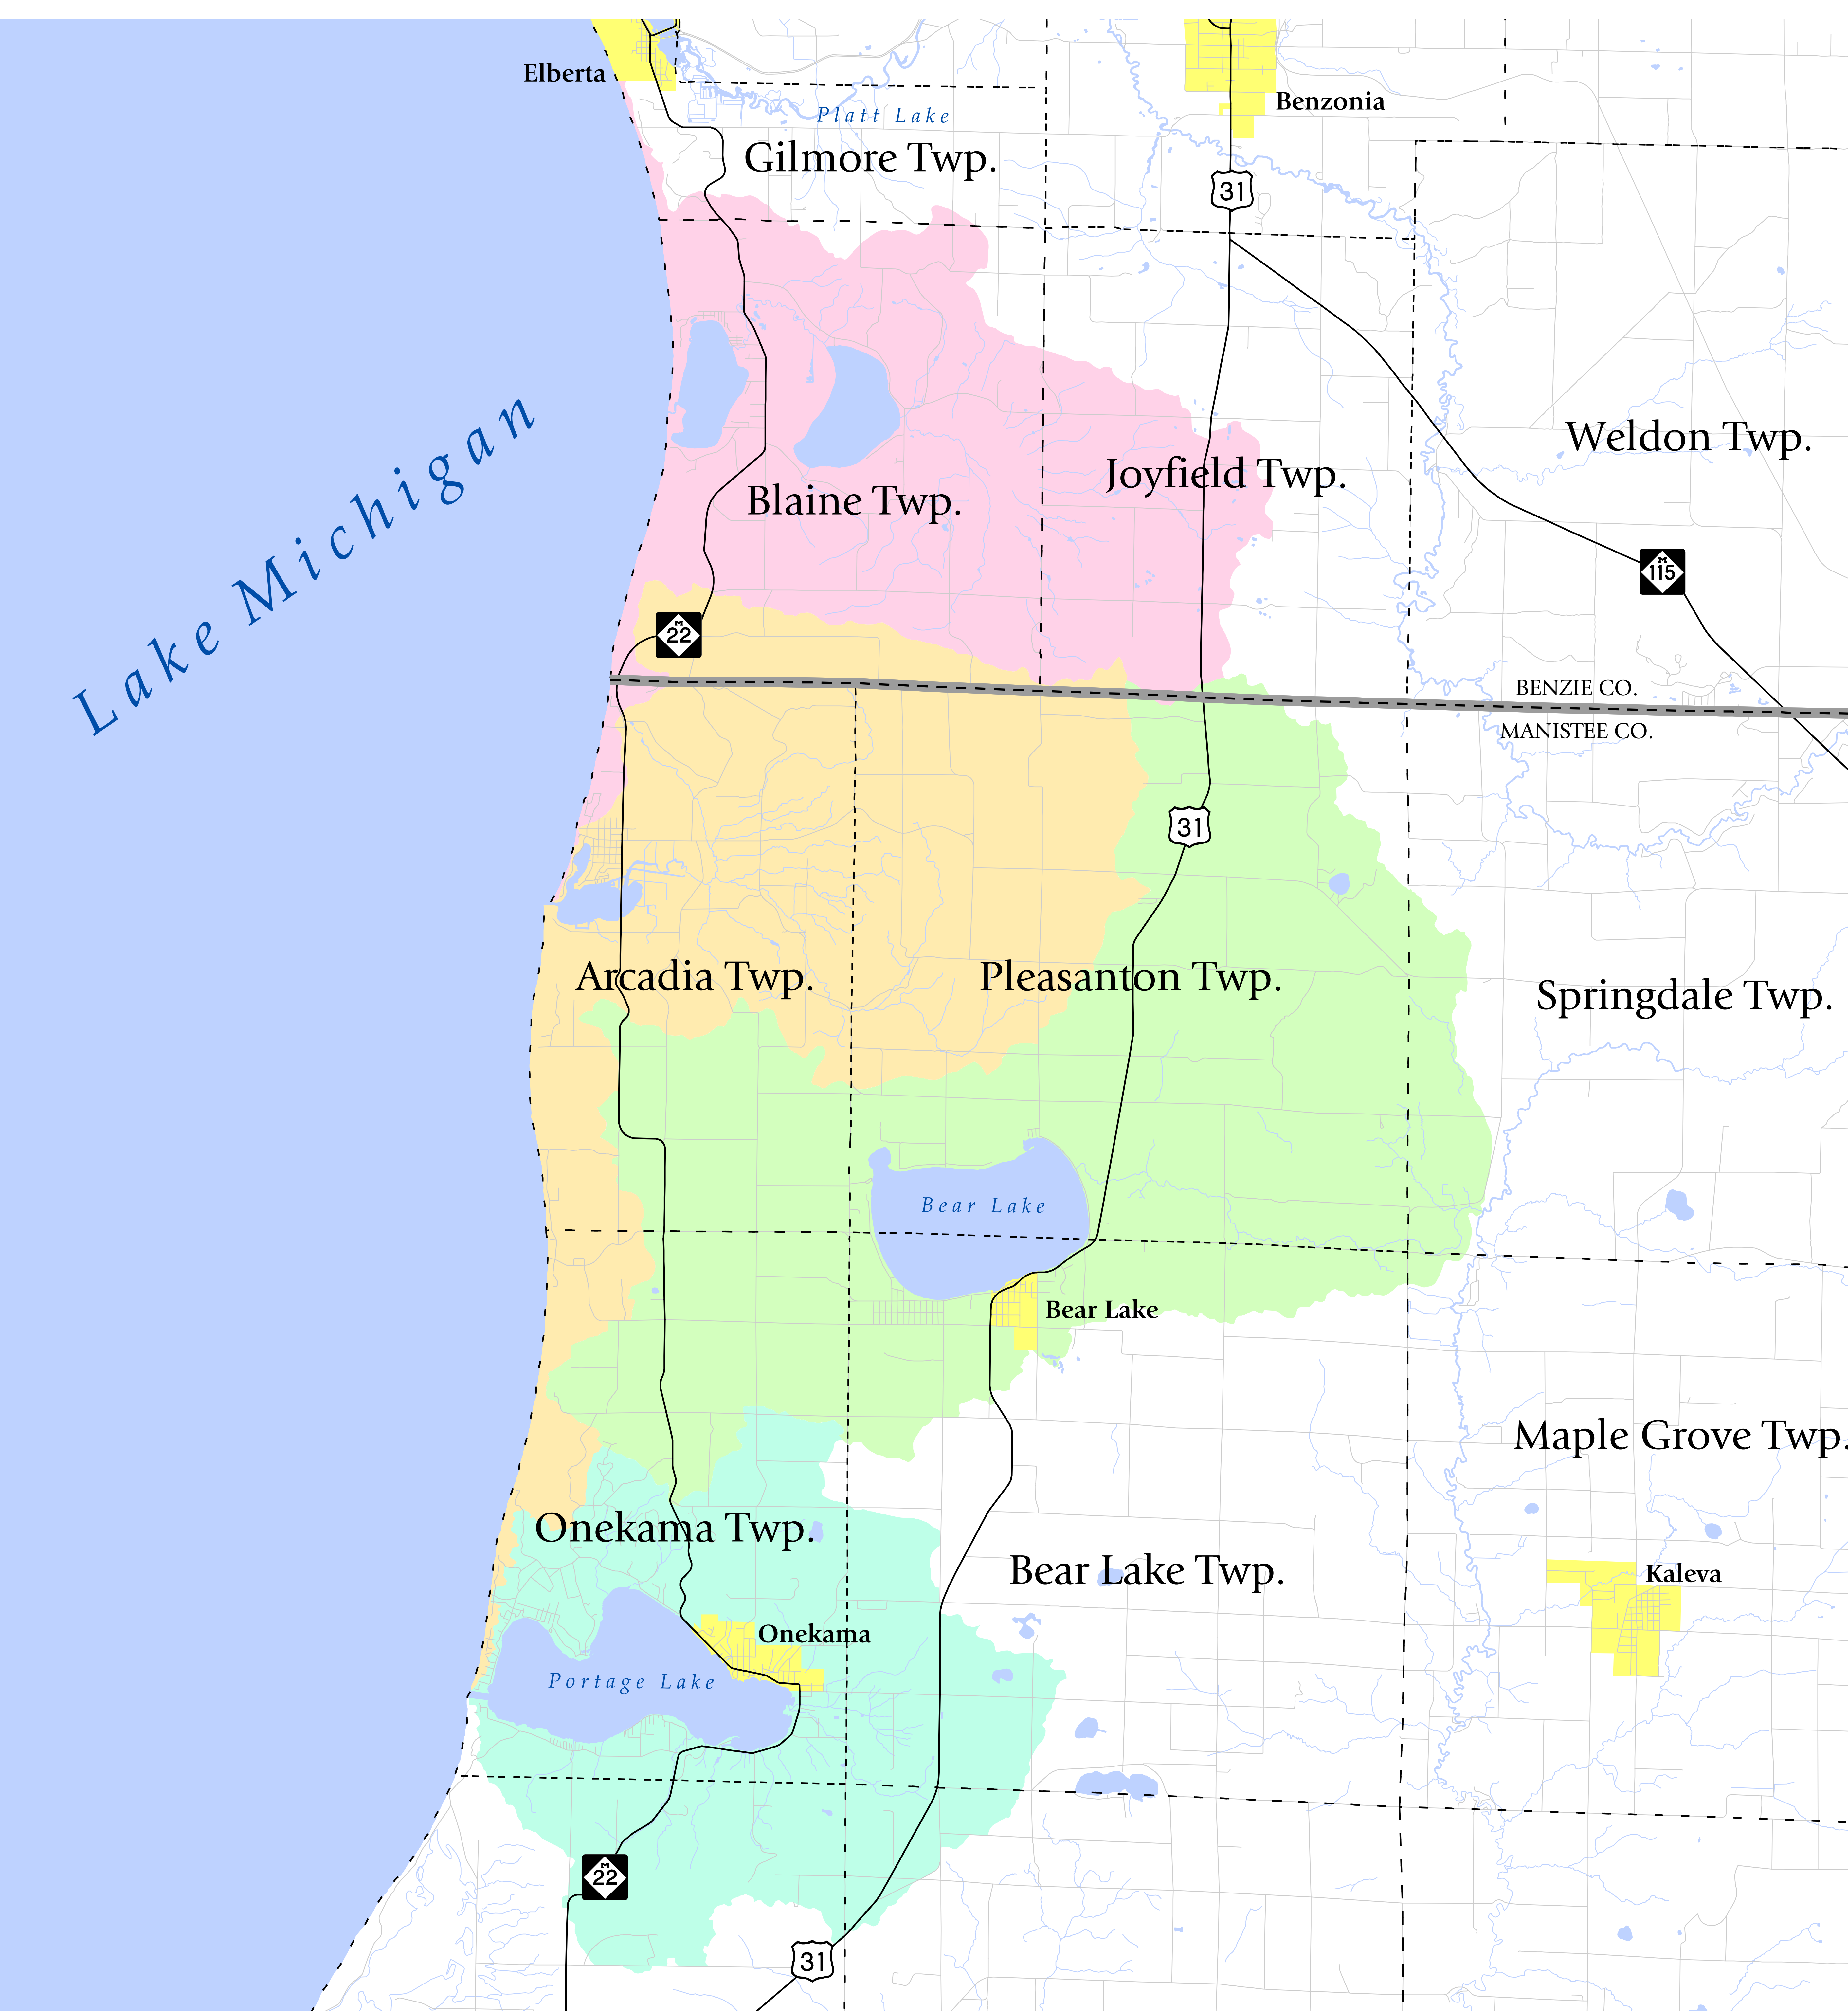 Elberta
Benzonia
Platt Lake
Gilmore Twp.
31
Lake Michigan
Weldon Twp.
Joyfield Twp.
Blaine Twp.
M
115
M
22
BENZIE CO.
MANISTEE CO.
31
Arcadia Twp.
Pleasanton Twp.
Springdale Twp.
Bear Lake
Bear Lake
Maple Grove Twp.
Onekama Twp.
Bear Lake Twp.
Kaleva
Onekama
Portage Lake
M
22
31